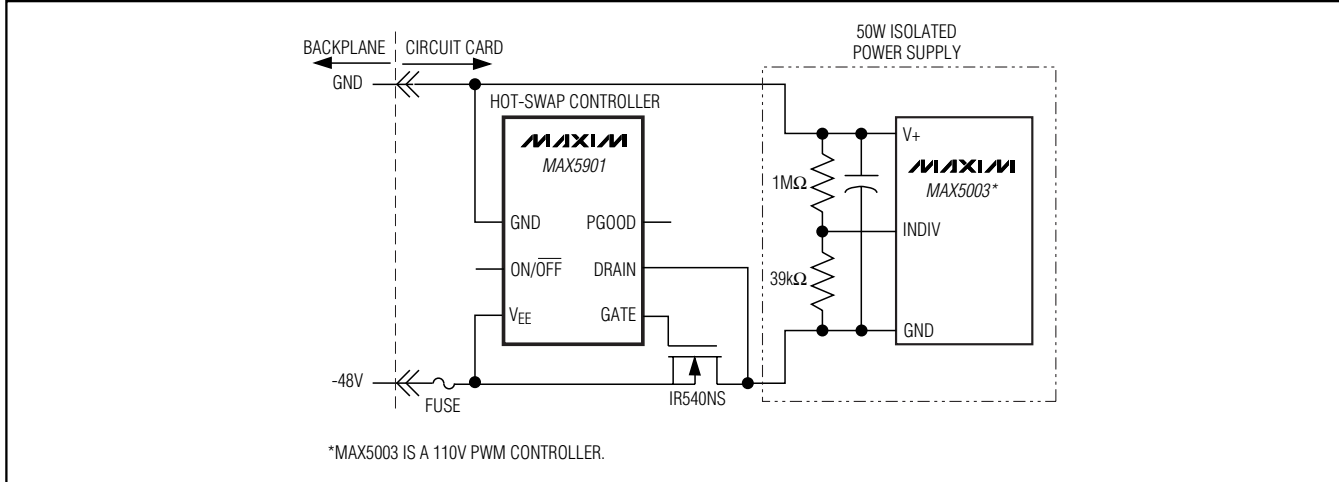 50W ISOLATED
POWER SUPPLY
BACKPLANE
CIRCUIT CARD
GND
HOT-SWAP CONTROLLER
MAXIM
MAX5901
GND
PGOOD
ON/OFF
DRAIN
VEE
GATE
V+
MAXIM
MAX5003*
1MΩ
INDIV
39kΩ
GND
-48V
FUSE
IR540NS
*MAX5003 IS A 110V PWM CONTROLLER.